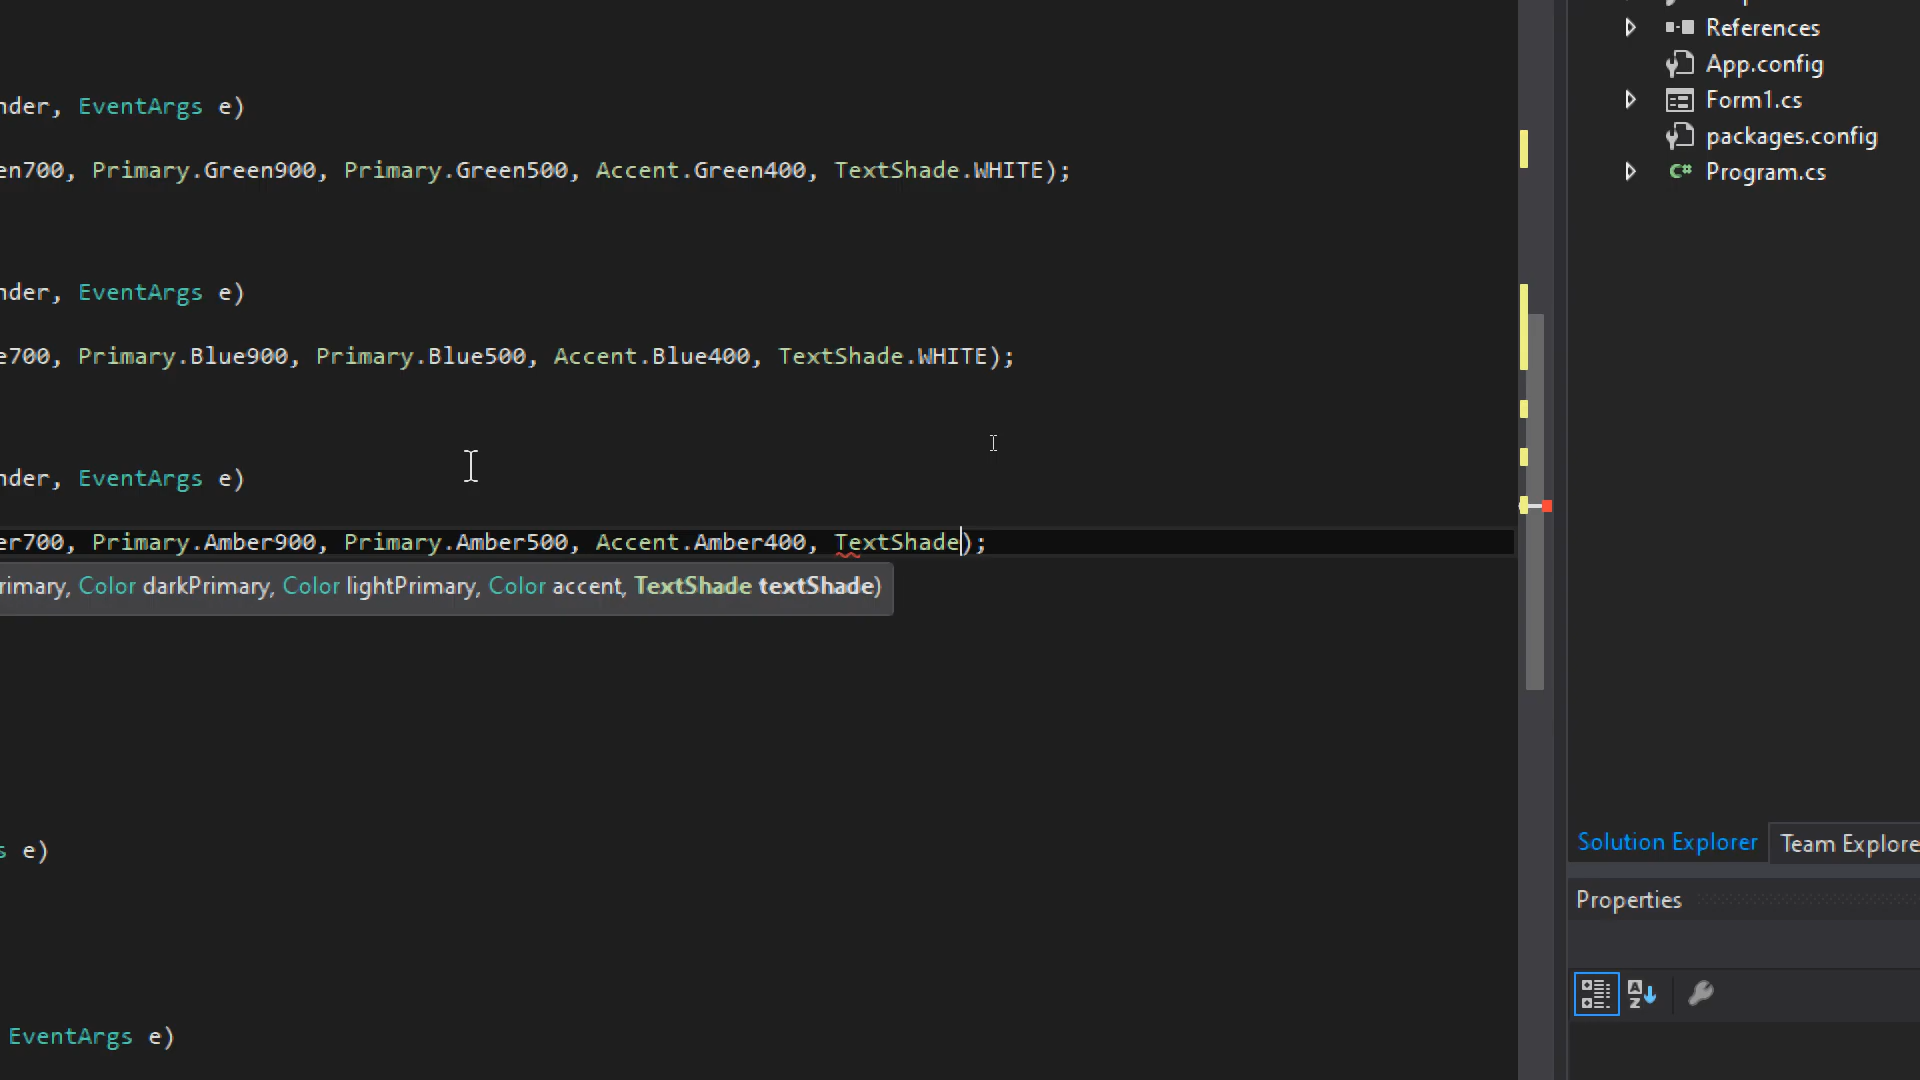 References
App.config
nder, EventArgs e)
Form1.cs
packages.config
en700, Primary.Green900, Primary.Green500, Accent.Green400, TextShade.WHITE);
C# Program.cs
nder, EventArgs e)
e700, Primary.Blue900, Primary.Blue500, Accent.Blue400, TextShade.WHITE);
nder, EventArgs e)
er700, Primary.Amber900, Primary.Amber500, Accent.Amber400, TextShade);
rimary, Color darkPrimary, Color lightPrimary, Color accent, TextShade textShade)
s e)
Solution Explorer
Team Explore
Properties
EventArgs e)